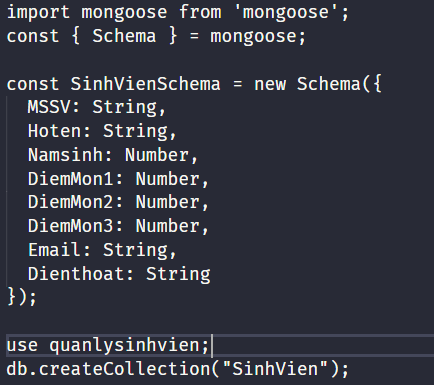 import mongoose from 'mongoose';
const { Schema } = mongoose;
const SinhVienSchema = new Schema({
MSSV: String,
Hoten: String,
Namsinh: Number,
DiemMon1: Number,
DiemMon2: Number,
DiemMon3: Number,
Email: String,
Dienthoat: String
});
use quanlysinhvien;
db.createCollection("SinhVien");